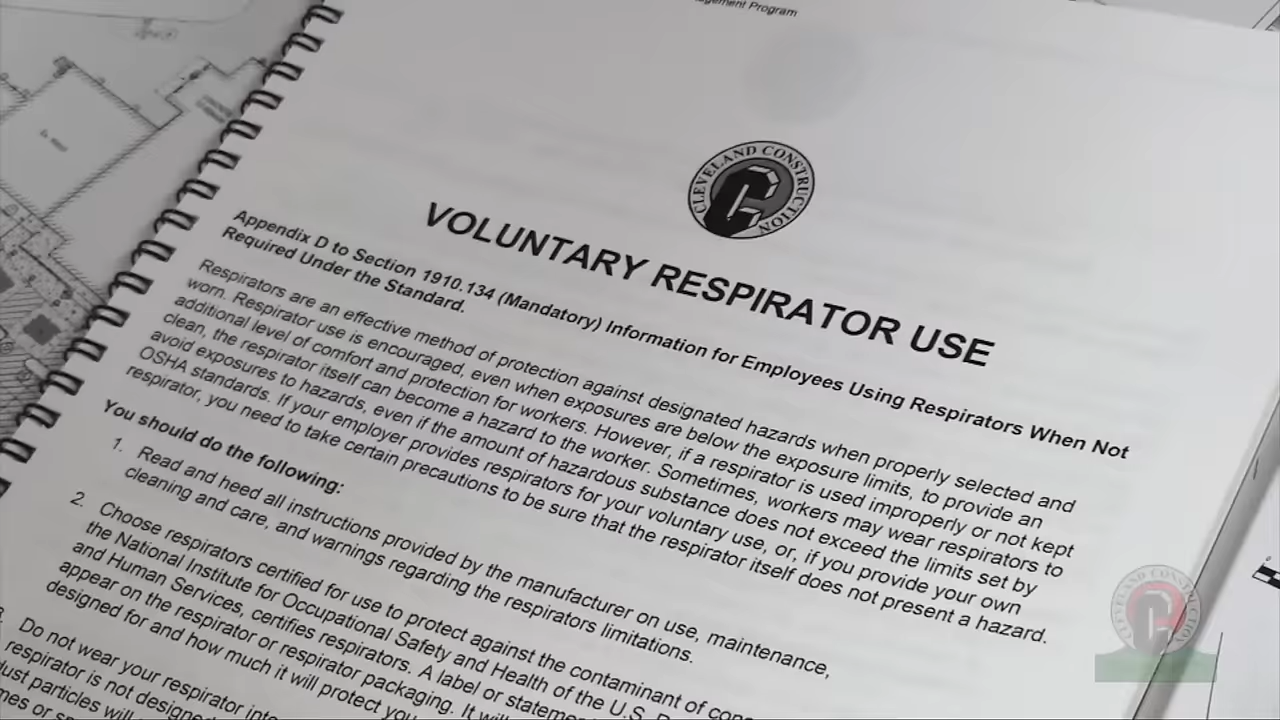 gement Program
CLEVELAND CONSTRUCTION
VOLUNTARY RESPIRATOR USE
Appendix D to Section 1910.134 (Mandatory) Information for Employees Using Respirators When Not
Required Under the Standard.
Respirators are an effective method of protection against designated hazards when properly selected and
worn. Respirator use is encouraged, even when exposures are below the exposure limits, to provide an
additional level of comfort and protection for workers. However, if a respirator is used improperly or not kept
clean, the respirator itself can become a hazard to the worker. Sometimes, workers may wear respirators to
avoid exposures to hazards, even if the amount of hazardous substance does not exceed the limits set by
OSHA standards. If your employer provides respirators for your voluntary use, or, if you provide your own
respirator, you need to take certain precautions to be sure that the respirator itself does not present a hazard.
You should do the following:
1. Read and heed all instructions provided by the manufacturer on use, maintenance,
cleaning and care, and warnings regarding the respirators limitations.
2. Choose respirators certified for use to protect against the contaminant of
the National Institute for Occupational Safety and Health of the U.S.
and Human Services, certifies respirators. A label or
appear on the respirator or respirator packaging. It
designed for and how much it will protect
Do not wear your respirator
respirator is not
particles will
CLEVELAND CONSTRUCTION